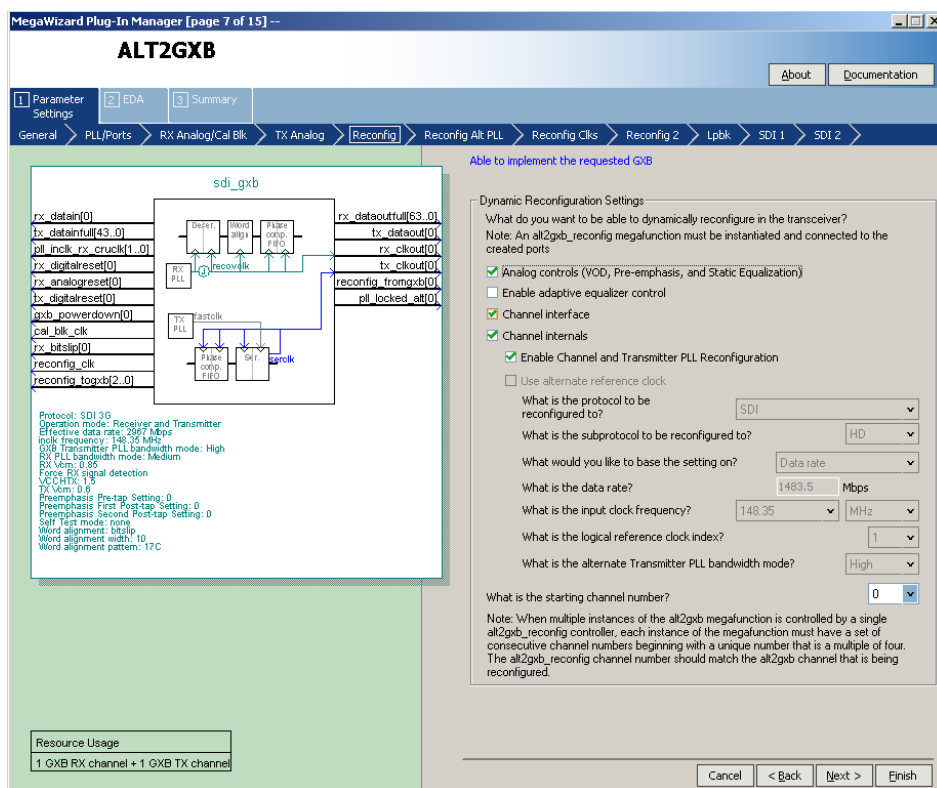 MegaWizard Plug-In Manager [page 7 of 15] --
ALT2GXB
About
Documentation
1 Parameter Settings
2 EDA
3 Summary
General
PLL/Ports
RX Analog/Cal Blk
TX Analog
Reconfig
Reconfig Alt PLL
Reconfig Clks
Reconfig 2
Lpbk
SDI 1
SDI 2
Able to implement the requested GXB
sdi_gxb
rx_datain[0]
tx_datainfull[43..0]
pll_inclk_rx_cruclk[1..0]
rx_digitalreset[0]
rx_analogreset[0]
tx_digitalreset[0]
gxb_powerdown[0]
cal_blk_clk
rx_bitslip[0]
reconfig_clk
reconfig_togxb[2..0]
Deser.
Word align
Phase comp. FIFO
recovclk
RX PLL
TX PLL
fastclk
Phase comp. FIFO
Ser.
serclk
rx_dataoutfull[63..0]
tx_dataout[0]
rx_clkout[0]
tx_clkout[0]
reconfig_fromgxb[0]
pll_locked_alt[0]
Protocol: SDI 3G
Operation mode: Receiver and Transmitter
Effective data rate: 2967 Mbps
inclk frequency: 148.35 MHz
GXB Transmitter PLL bandwidth mode: High
RX PLL bandwidth mode: Medium
RX Vcm: 0.85
Force RX signal detection
VCCHTX: 1.5
TX Vcm: 0.6
Preemphasis Pre-tap Setting: 0
Preemphasis First Post-tap Setting: 0
Preemphasis Second Post-tap Setting: 0
Self Test mode: none
Word alignment: bitslip
Word alignment width: 10
Word alignment pattern: 17C
Resource Usage
1 GXB RX channel + 1 GXB TX channel
Dynamic Reconfiguration Settings
What do you want to be able to dynamically reconfigure in the transceiver?
Note: An alt2gxb_reconfig megafunction must be instantiated and connected to the
created ports
Analog controls (VOD, Pre-emphasis, and Static Equalization)
Enable adaptive equalizer control
Channel interface
Channel internals
Enable Channel and Transmitter PLL Reconfiguration
Use alternate reference clock
What is the protocol to be
reconfigured to?
SDI
What is the subprotocol to be reconfigured to?
HD
What would you like to base the setting on?
Data rate
What is the data rate?
1483.5
Mbps
What is the input clock frequency?
148.35
MHz
What is the logical reference clock index?
1
What is the alternate Transmitter PLL bandwidth mode?
High
What is the starting channel number?
0
Note: When multiple instances of the alt2gxb megafunction is controlled by a single
alt2gxb_reconfig controller, each instance of the megafunction must have a set of
consecutive channel numbers beginning with a unique number that is a multiple of four.
The alt2gxb_reconfig channel number should match the alt2gxb channel that is being
reconfigured.
Cancel
< Back
Next >
Finish